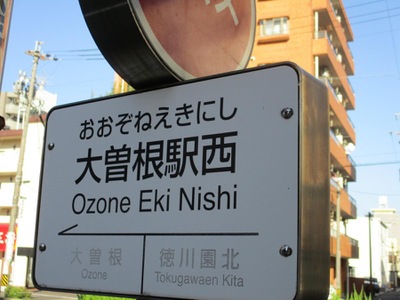 おおぞねえきにし
大曽根駅西
Ozone Eki Nishi
大曽根 徳川園北
Ozone Tokugawaen Kita